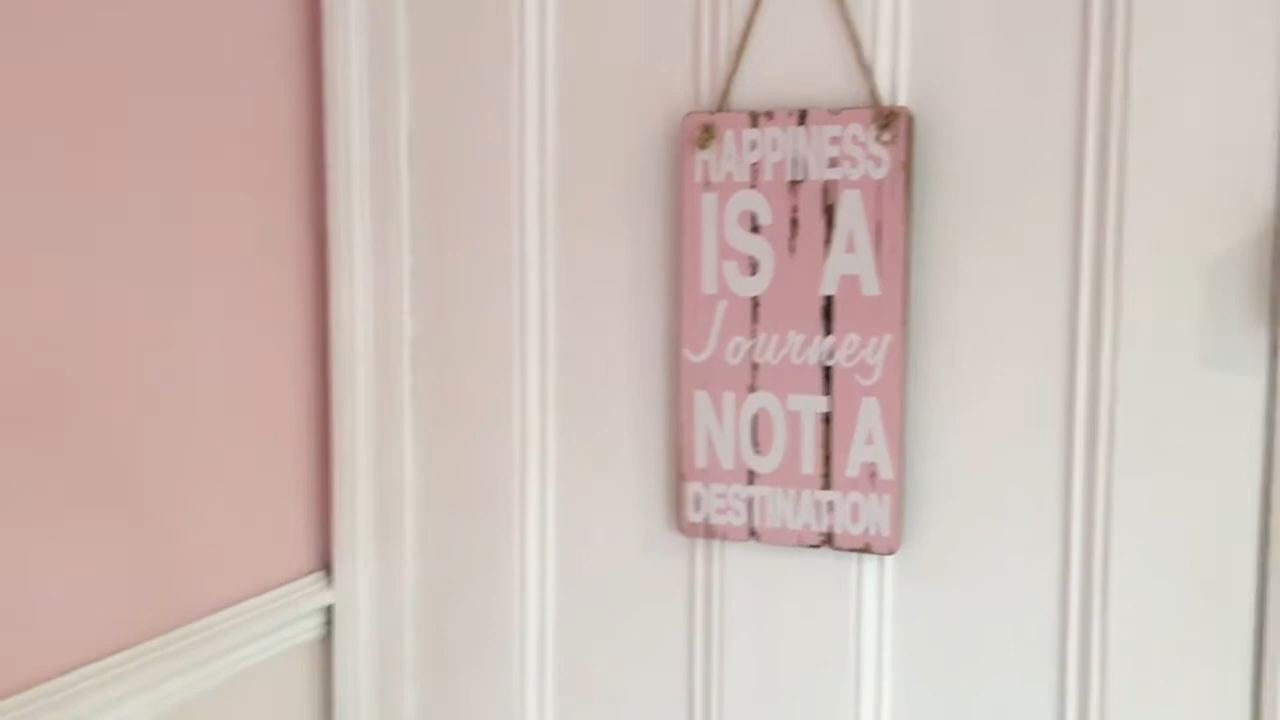 HAPPINESS
IS A
Journey
NOT A
DESTINATION